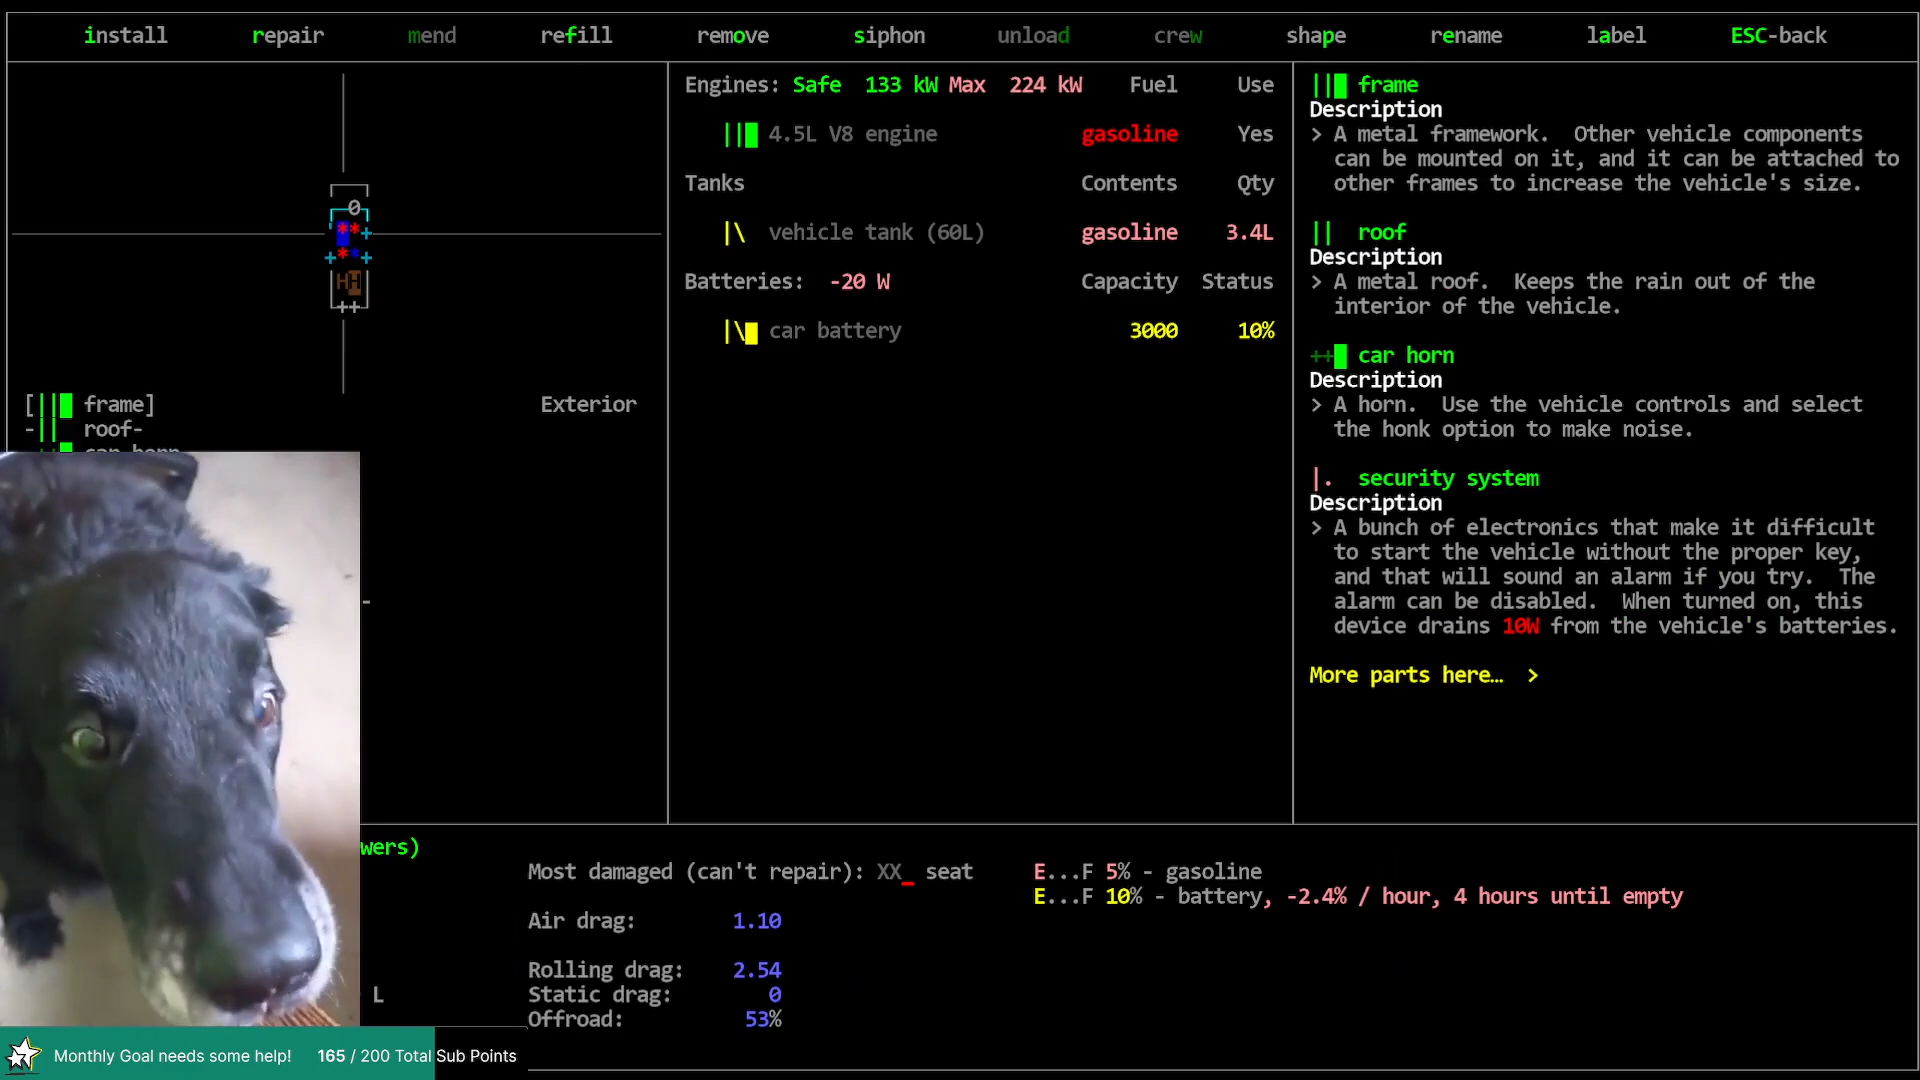 install repair mend refill remove siphon unload crew shape rename label ESC-back
Engines: Safe 133 kW Max 224 kW Fuel Use
||█ 4.5L V8 engine gasoline Yes
Tanks Contents Qty
|\ vehicle tank (60L) gasoline 3.4L
Batteries: -20 W Capacity Status
|\█ car battery 3000 10%
[||█ frame] Exterior
-|| roof-
||█ frame
Description
> A metal framework. Other vehicle components
can be mounted on it, and it can be attached to
other frames to increase the vehicle's size.
|| roof
Description
> A metal roof. Keeps the rain out of the
interior of the vehicle.
++█ car horn
Description
> A horn. Use the vehicle controls and select
the honk option to make noise.
|. security system
Description
> A bunch of electronics that make it difficult
to start the vehicle without the proper key,
and that will sound an alarm if you try. The
alarm can be disabled. When turned on, this
device drains 10W from the vehicle's batteries.
More parts here… >
wers)
Most damaged (can't repair): XX_ seat
Air drag: 1.10
Rolling drag: 2.54
L
Static drag: 0
Offroad: 53%
E...F 5% - gasoline
E...F 10% - battery, -2.4% / hour, 4 hours until empty
Monthly Goal needs some help! 165 / 200 Total Sub Points